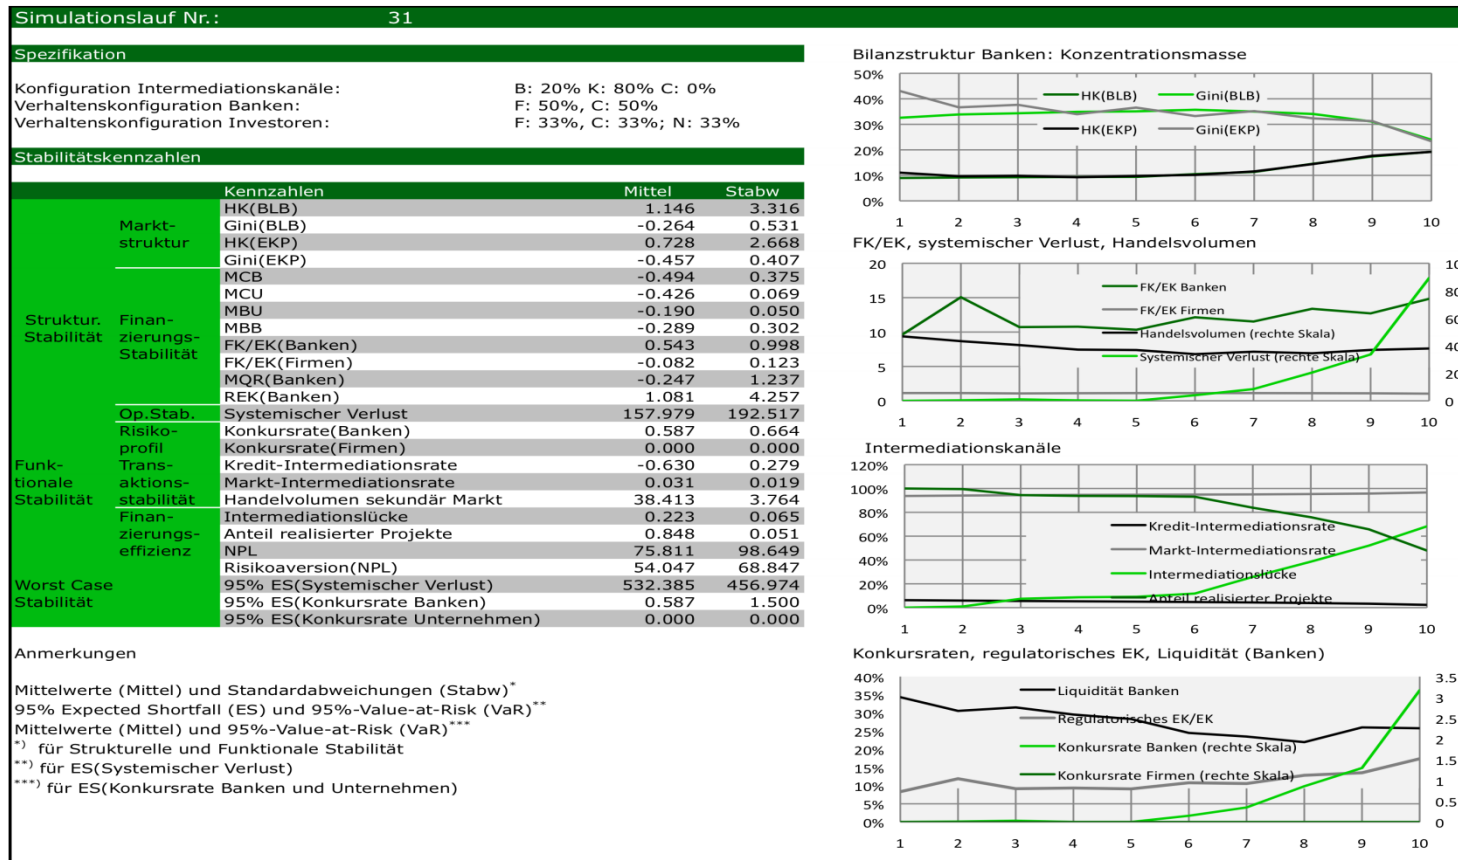 Simulationslauf Nr.: 31
Spezifikation
Konfiguration Intermediationskanäle: B: 20% K: 80% C: 0%
Verhaltenskonfiguration Banken: F: 50%, C: 50%
Verhaltenskonfiguration Investoren: F: 33%, C: 33%; N: 33%
Stabilitätskennzahlen
Kennzahlen Mittel Stabw
HK(BLB) 1.146 3.316
Markt- Gini(BLB) -0.264 0.531
struktur HK(EKP) 0.728 2.668
Gini(EKP) -0.457 0.407
MCB -0.494 0.375
MCU -0.426 0.069
MBU -0.190 0.050
Struktur. Finan- MBB -0.289 0.302
Stabilität zierungs- FK/EK(Banken) 0.543 0.998
Stabilität FK/EK(Firmen) -0.082 0.123
MQR(Banken) -0.247 1.237
REK(Banken) 1.081 4.257
Op.Stab. Systemischer Verlust 157.979 192.517
Risiko- Konkursrate(Banken) 0.587 0.664
profil Konkursrate(Firmen) 0.000 0.000
Funk- Trans- Kredit-Intermediationsrate -0.630 0.279
tionale aktions- Markt-Intermediationsrate 0.031 0.019
Stabilität stabilität Handelvolumen sekundär Markt 38.413 3.764
Finan- Intermediationslücke 0.223 0.065
zierungs- Anteil realisierter Projekte 0.848 0.051
effizienz NPL 75.811 98.649
Risikoaversion(NPL) 54.047 68.847
Worst Case 95% ES(Systemischer Verlust) 532.385 456.974
Stabilität 95% ES(Konkursrate Banken) 0.587 1.500
95% ES(Konkursrate Unternehmen) 0.000 0.000
Anmerkungen
Mittelwerte (Mittel) und Standardabweichungen (Stabw)*
95% Expected Shortfall (ES) und 95%-Value-at-Risk (VaR)**
Mittelwerte (Mittel) und 95%-Value-at-Risk (VaR)***
*) für Strukturelle und Funktionale Stabilität
**) für ES(Systemischer Verlust)
***) für ES(Konkursrate Banken und Unternehmen)
Bilanzstruktur Banken: Konzentrationsmasse
50%
40%
30%
20%
10%
0%
HK(BLB) Gini(BLB)
HK(EKP) Gini(EKP)
1 2 3 4 5 6 7 8 9 10
FK/EK, systemischer Verlust, Handelsvolumen
20
15
10
5
0
FK/EK Banken
FK/EK Firmen
Handelsvolumen (rechte Skala)
Systemischer Verlust (rechte Skala)
10
80
60
40
20
0
1 2 3 4 5 6 7 8 9 10
Intermediationskanäle
120%
100%
80%
60%
40%
20%
0%
Kredit-Intermediationsrate
Markt-Intermediationsrate
Intermediationslücke
Anteil realisierter Projekte
1 2 3 4 5 6 7 8 9 10
Konkursraten, regulatorisches EK, Liquidität (Banken)
40%
35%
30%
25%
20%
15%
10%
5%
0%
Liquidität Banken
Regulatorisches EK/EK
Konkursrate Banken (rechte Skala)
Konkursrate Firmen (rechte Skala)
3.5
3
2.5
2
1.5
1
0.5
0
1 2 3 4 5 6 7 8 9 10